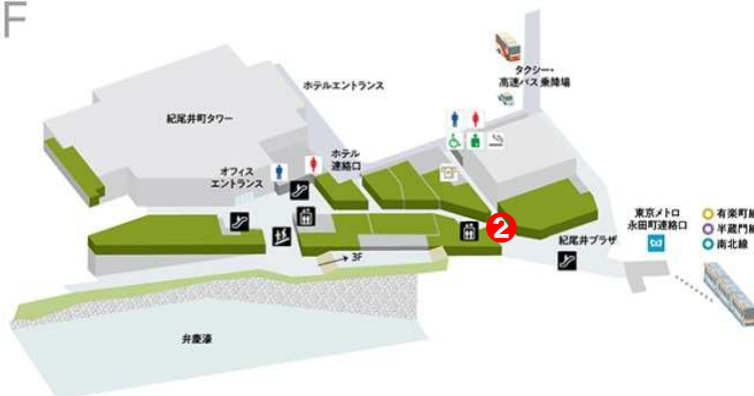 F
タクシー・
高速バス 乗降場
ホテルエントランス
紀尾井町タワー
ホテル
連絡口
オフィス
エントランス
東京メトロ
永田町連絡口
有楽町線
半蔵門線
南北線
2
紀尾井プラザ
3F
弁慶濠